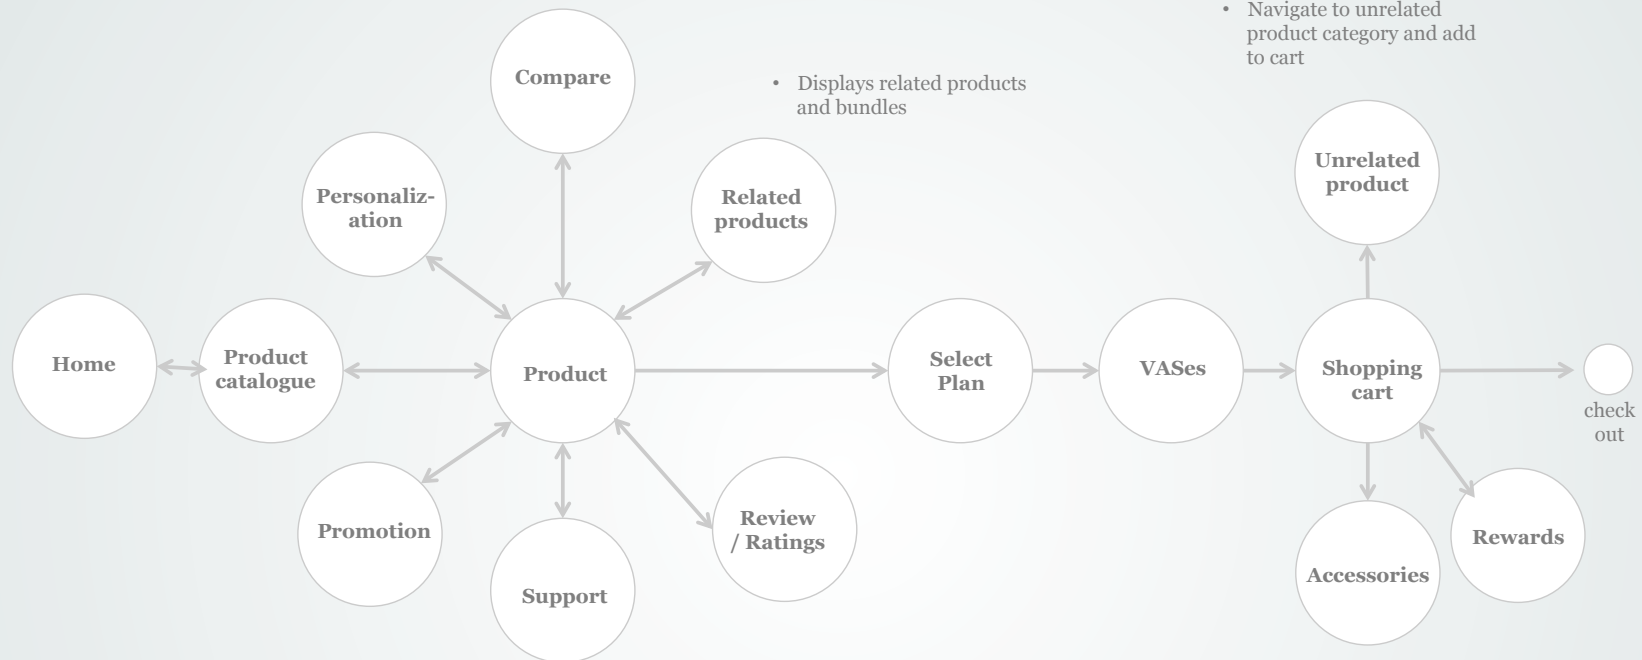 • Navigate to unrelated
product category and add
to cart
• Displays related products
and bundles
Compare
Personaliz-
ation
Related
products
Unrelated
product
Home
Product
catalogue
Product
Select
Plan
VASes
Shopping
cart
check
out
Promotion
Support
Review
/ Ratings
Accessories
Rewards